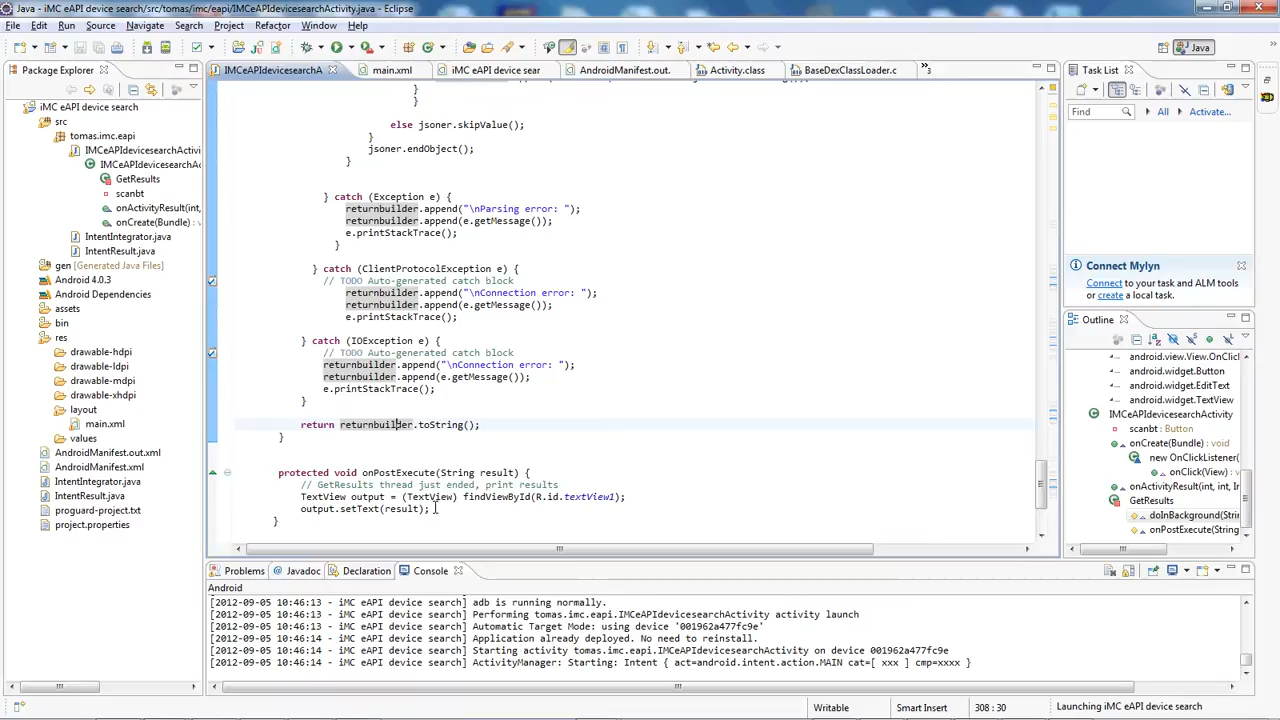 Java - iMC eAPI device search/src/tomas/imc/eapi/IMCeAPIdevicesearchActivity.java - Eclipse
File Edit Run Source Navigate Search Project Refactor Window Help
Java
Package Explorer
iMC eAPI device search
src
tomas.imc.eapi
IMCeAPIdevicesearchActivi
IMCeAPIdevicesearchAc
GetResults
scanbt
onActivityResult(int,
onCreate(Bundle) : v
IntentIntegrator.java
IntentResult.java
gen [Generated Java Files]
Android 4.0.3
Android Dependencies
assets
bin
res
drawable-hdpi
drawable-ldpi
drawable-mdpi
drawable-xhdpi
layout
main.xml
values
AndroidManifest.out.xml
AndroidManifest.xml
IntentIntegrator.java
proguard-project.txt
project.properties
IMCeAPIdevicesearchA
main.xml
iMC eAPI device sear
AndroidManifest.out.
Activity.class
BaseDexClassLoader.c
»3
}
}
else jsoner.skipValue();
}
jsoner.endObject();
}
} catch (Exception e) {
returnbuilder.append("\nParsing error: ");
returnbuilder.append(e.getMessage());
e.printStackTrace();
}
} catch (ClientProtocolException e) {
// TODO Auto-generated catch block
returnbuilder.append("\nConnection error: ");
returnbuilder.append(e.getMessage());
e.printStackTrace();
} catch (IOException e) {
// TODO Auto-generated catch block
returnbuilder.append("\nConnection error: ");
returnbuilder.append(e.getMessage());
e.printStackTrace();
}
return returnbuilder.toString();
}
protected void onPostExecute(String result) {
// GetResults thread just ended, print results
TextView output = (TextView) findViewById(R.id.textView1);
output.setText(result);
}
Task List
Find All Activate...
Connect Mylyn
Connect to your task and ALM tools
or create a local task.
Outline
android.view.View.OnCl
android.widget.Button
android.widget.EditText
android.widget.TextView
IMCeAPIdevicesearchActivity
scanbt : Button
onCreate(Bundle) : void
new OnClickListener(
onClick(View)
onActivityResult(int, int, Ir
GetResults
doInBackground(Stri
onPostExecute(String
Problems Javadoc Declaration Console
Android
[2012-09-05 10:46:13 - iMC eAPI device search] adb is running normally.
[2012-09-05 10:46:13 - iMC eAPI device search] Performing tomas.imc.eapi.IMCeAPIdevicesearchActivity activity launch
[2012-09-05 10:46:13 - iMC eAPI device search] Automatic Target Mode: using device '001962a477fc9e'
[2012-09-05 10:46:14 - iMC eAPI device search] Application already deployed. No need to reinstall.
[2012-09-05 10:46:14 - iMC eAPI device search] Starting activity tomas.imc.eapi.IMCeAPIdevicesearchActivity on device 001962a477fc9e
[2012-09-05 10:46:14 - iMC eAPI device search] ActivityManager: Starting: Intent { act=android.intent.action.MAIN cat=[ xxx ] cmp=xxxx }
Writable Smart Insert 308 : 30 Launching iMC eAPI device search